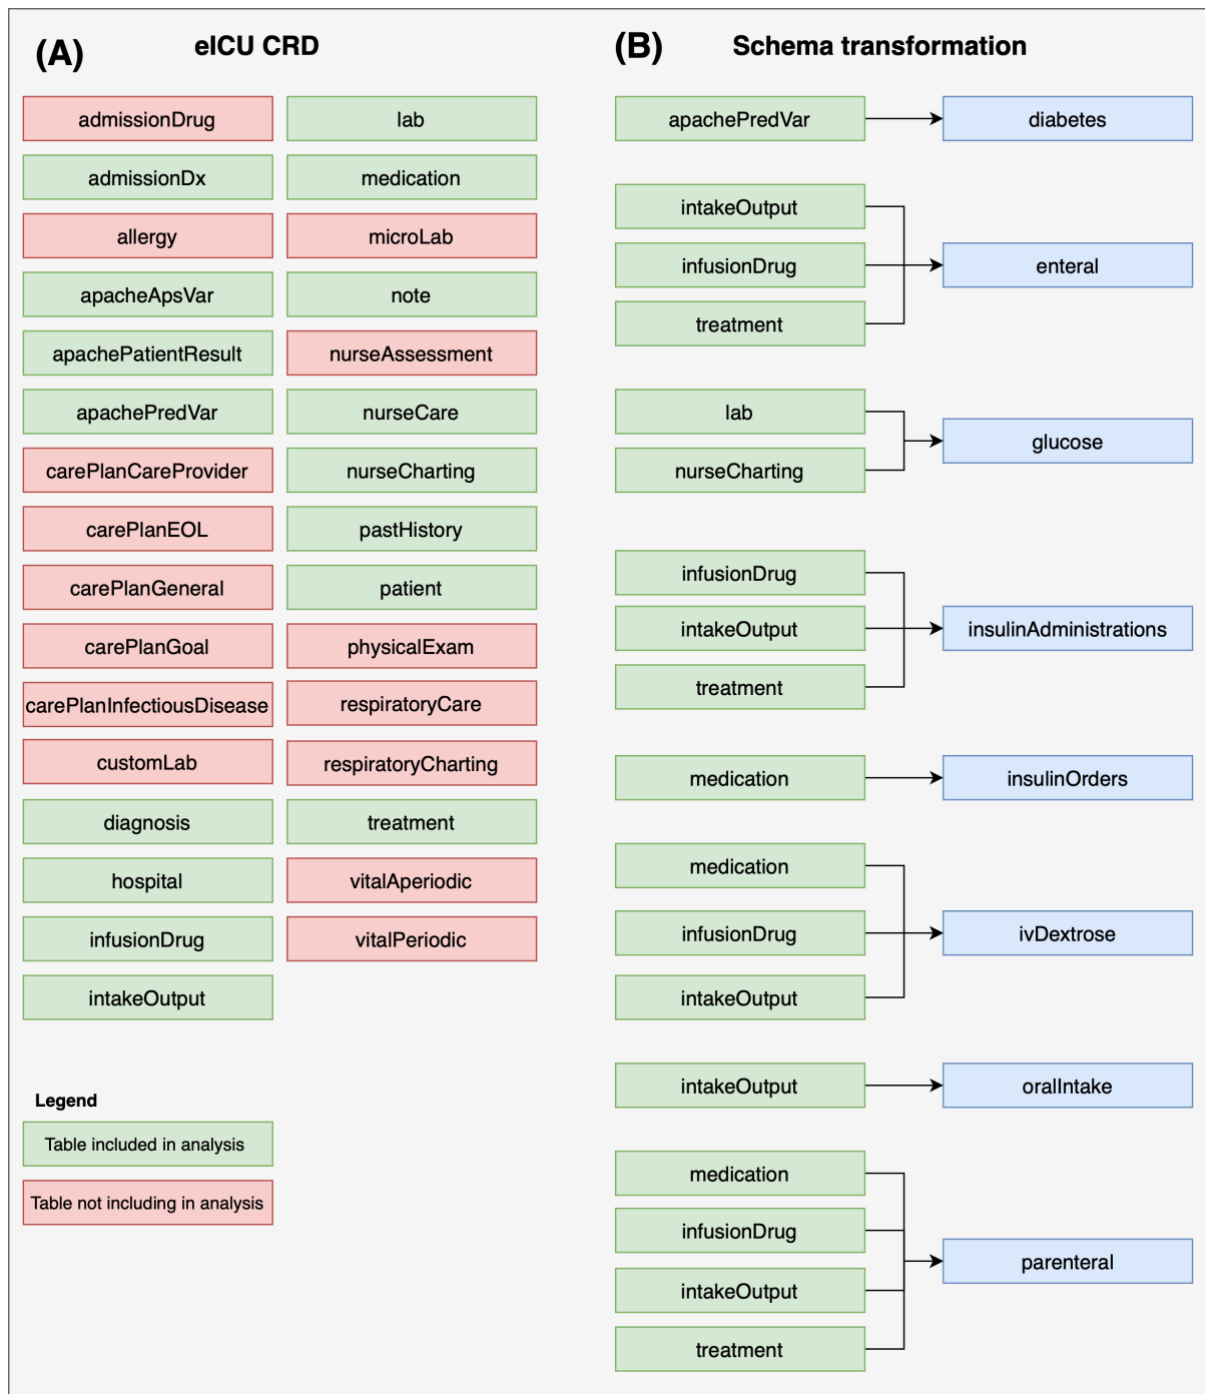 (A)
eICU CRD
admissionDrug
admissionDx
allergy
apacheApsVar
apachePatientResult
apachePredVar
carePlanCareProvider
carePlanEOL
carePlanGeneral
carePlanGoal
carePlanInfectiousDisease
customLab
diagnosis
hospital
infusionDrug
intakeOutput
lab
medication
microLab
note
nurseAssessment
nurseCare
nurseCharting
pastHistory
patient
physicalExam
respiratoryCare
respiratoryCharting
treatment
vitalAperiodic
vitalPeriodic
Legend
Table included in analysis
Table not including in analysis
(B)
Schema transformation
apachePredVar
diabetes
intakeOutput
infusionDrug
treatment
enteral
lab
nurseCharting
glucose
infusionDrug
intakeOutput
treatment
insulinAdministrations
medication
insulinOrders
medication
infusionDrug
intakeOutput
ivDextrose
intakeOutput
oralIntake
medication
infusionDrug
intakeOutput
treatment
parenteral